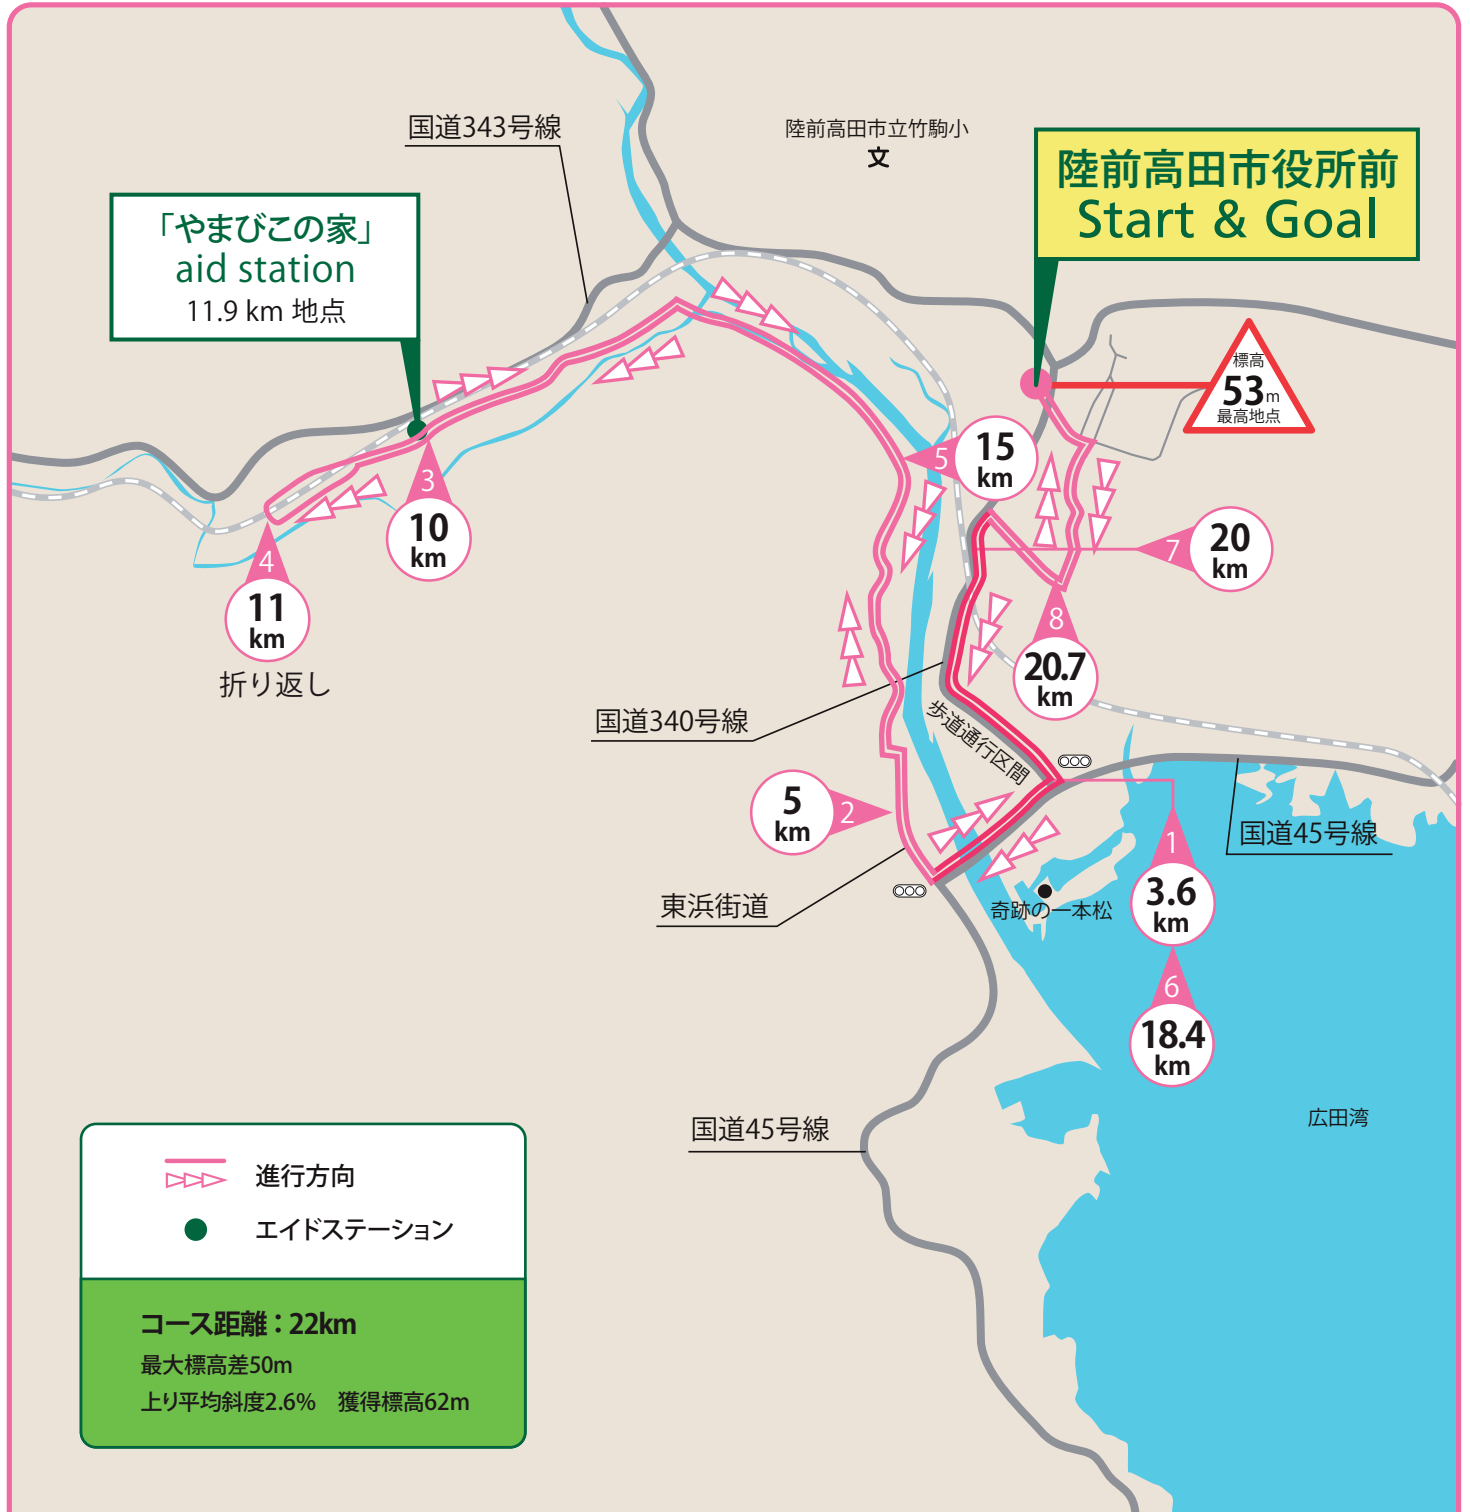 国道343号線
陸前高田市立竹駒小
文
陸前高田市役所前
Start & Goal
「やまびこの家」
aid station
11.9 km 地点
標高
53m
最高地点
5
15
km
3
10
km
4
11
km
折り返し
7
20
km
8
20.7
km
国道340号線
歩道通行区間
5
km
2
国道45号線
東浜街道
奇跡の一本松
1
3.6
km
6
18.4
km
国道45号線
広田湾
進行方向
エイドステーション
コース距離：22km
最大標高差50m
上り平均斜度2.6%　獲得標高62m